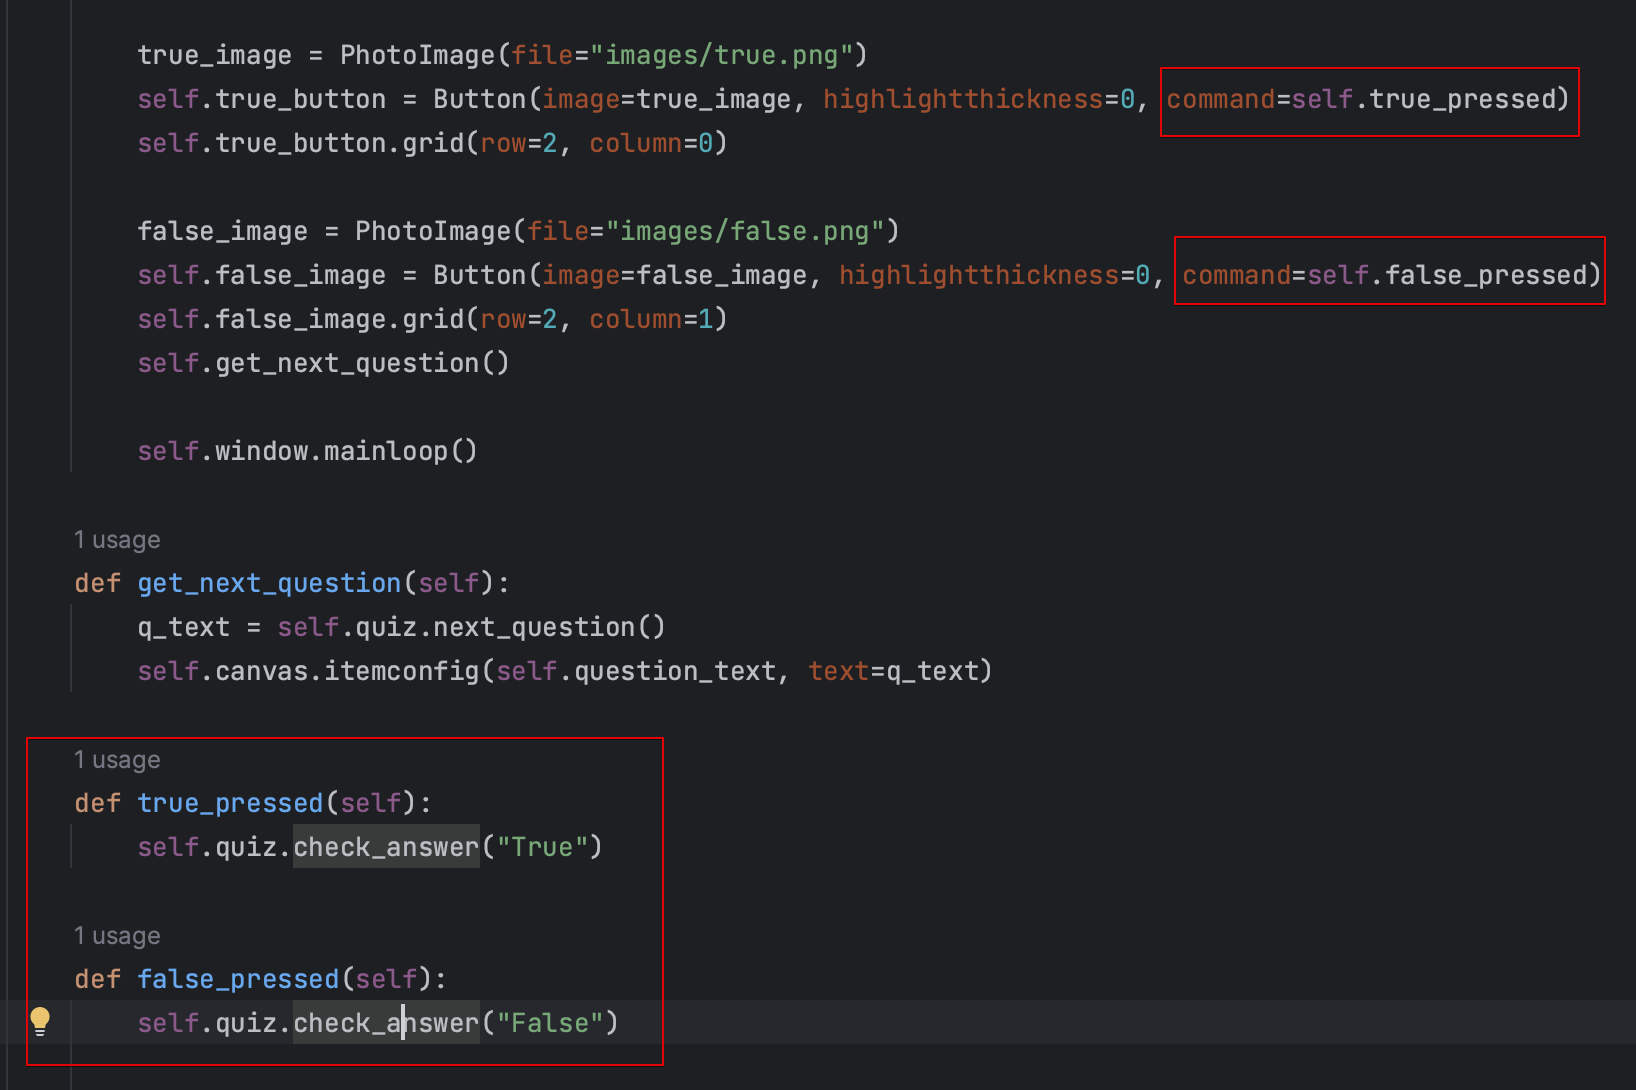 true_image = PhotoImage(file="images/true.png")
self.true_button = Button(image=true_image, highlightthickness=0, command=self.true_pressed)
self.true_button.grid(row=2, column=0)
false_image = PhotoImage(file="images/false.png")
self.false_image = Button(image=false_image, highlightthickness=0, command=self.false_pressed)
self.false_image.grid(row=2, column=1)
self.get_next_question()
self.window.mainloop()
1 usage
def get_next_question(self):
q_text = self.quiz.next_question()
self.canvas.itemconfig(self.question_text, text=q_text)
1 usage
def true_pressed(self):
self.quiz.check_answer("True")
1 usage
def false_pressed(self):
self.quiz.check_answer("False")